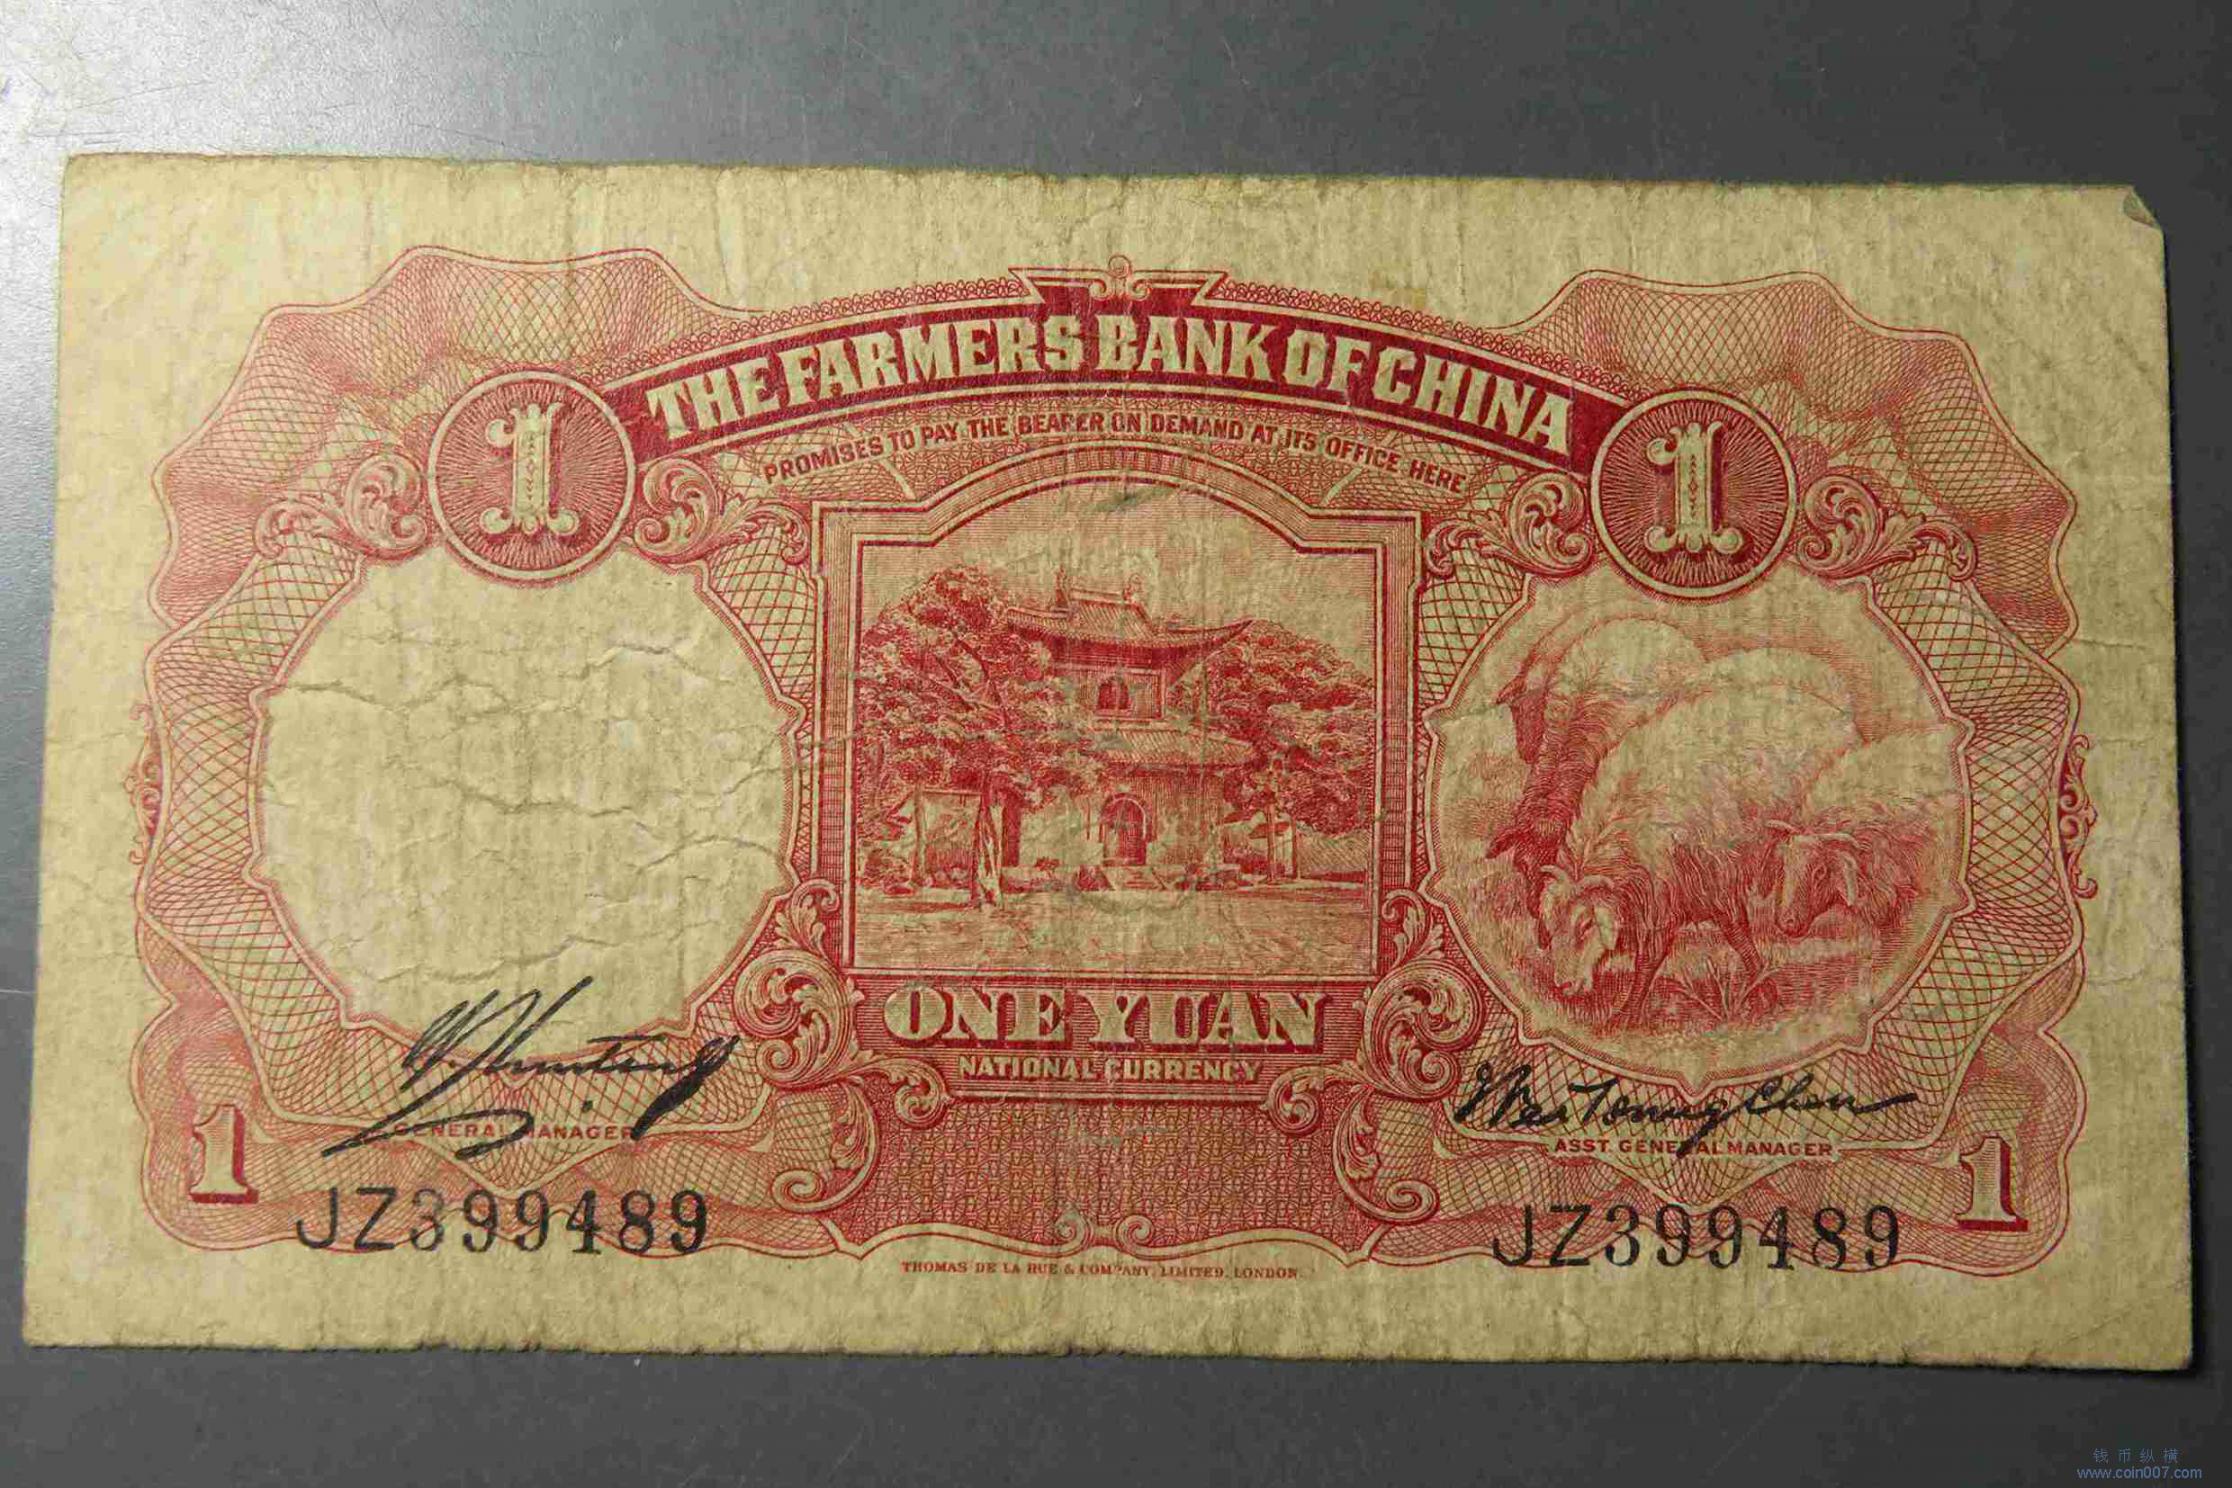 THE FARMERS BANK OF CHINA
PROMISES TO PAY THE BEARER ON DEMAND AT ITS OFFICE HERE
1
1
ONE YUAN
NATIONAL CURRENCY
GENERAL MANAGER
ASST. GENERAL MANAGER
1
1
JZ399489
JZ399489
THOMAS DE LA RUE & COMPANY, LIMITED, LONDON.
钱币纵横
www.coin007.com